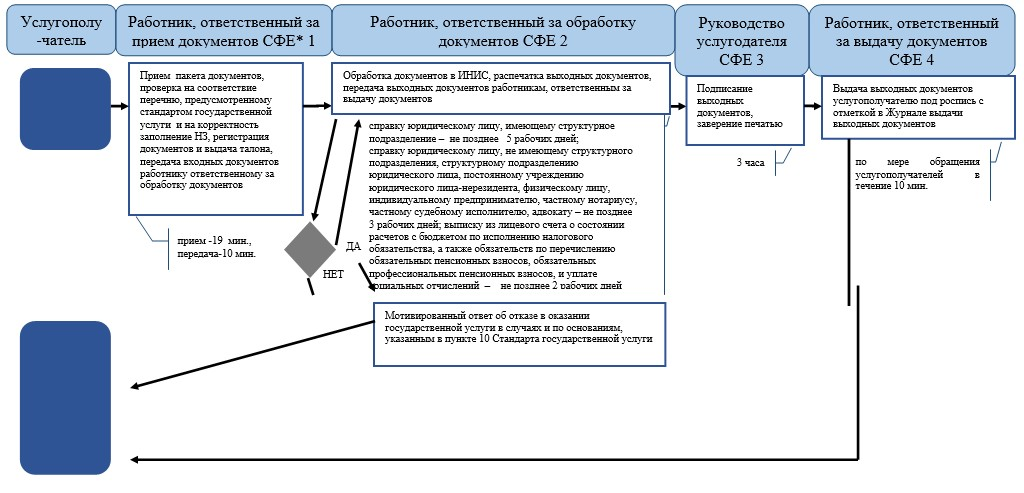 Услугополу
-чатель
Работник, ответственный за
прием документов СФЕ* 1
Работник, ответственный за обработку
документов СФЕ 2
Руководство
услугодателя
СФЕ 3
Работник, ответственный
за выдачу документов
СФЕ 4
Прием пакета документов,
проверка на соответствие
перечню, предусмотренному
стандартом государственной
услуги и на корректность
заполнение НЗ, регистрация
документов и выдача талона,
передача входных документов
работнику ответственному за
обработку документов
Обработка документов в ИНИС, распечатка выходных документов,
передача выходных документов работникам, ответственным за
выдачу документов
Подписание
выходных
документов,
заверение печатью
Выдача выходных документов
услугополучателю под роспись с
отметкой в Журнале выдачи
выходных документов
справку юридическому лицу, имеющему структурное
подразделение – не позднее 5 рабочих дней;
справку юридическому лицу, не имеющему структурного
подразделения, структурному подразделению
юридического лица, постоянному учреждению
юридического лица-нерезидента, физическому лицу,
индивидуальному предпринимателю, частному нотариусу,
частному судебному исполнителю, адвокату – не позднее
3 рабочих дней; выписку из лицевого счета о состоянии
расчетов с бюджетом по исполнению налогового
обязательства, а также обязательств по перечислению
обязательных пенсионных взносов, обязательных
профессиональных пенсионных взносов, и уплате
социальных отчислений – не позднее 2 рабочих дней
3 часа
по мере обращения
услугополучателей в
течение 10 мин.
прием -19 мин.,
передача-10 мин.
ДА
НЕТ
Мотивированный ответ об отказе в оказании
государственной услуги в случаях и по основаниям,
указанным в пункте 10 Стандарта государственной услуги